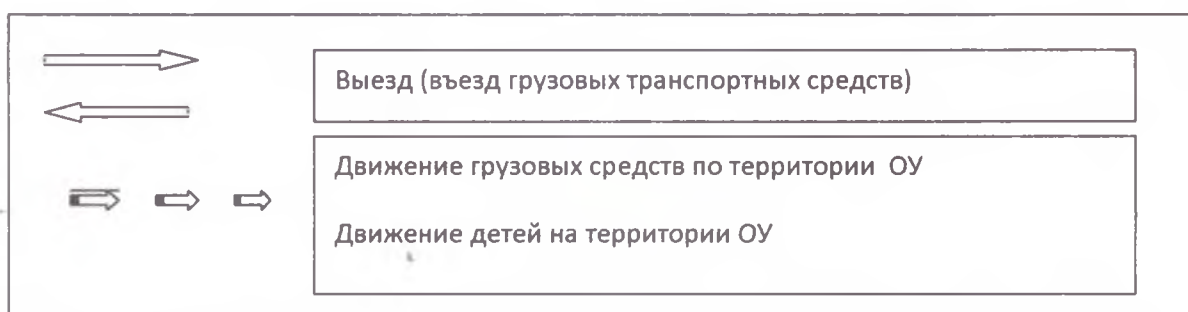 Выезд (въезд грузовых транспортных средств)
Движение грузовых средств по территории ОУ
Движение детей на территории ОУ